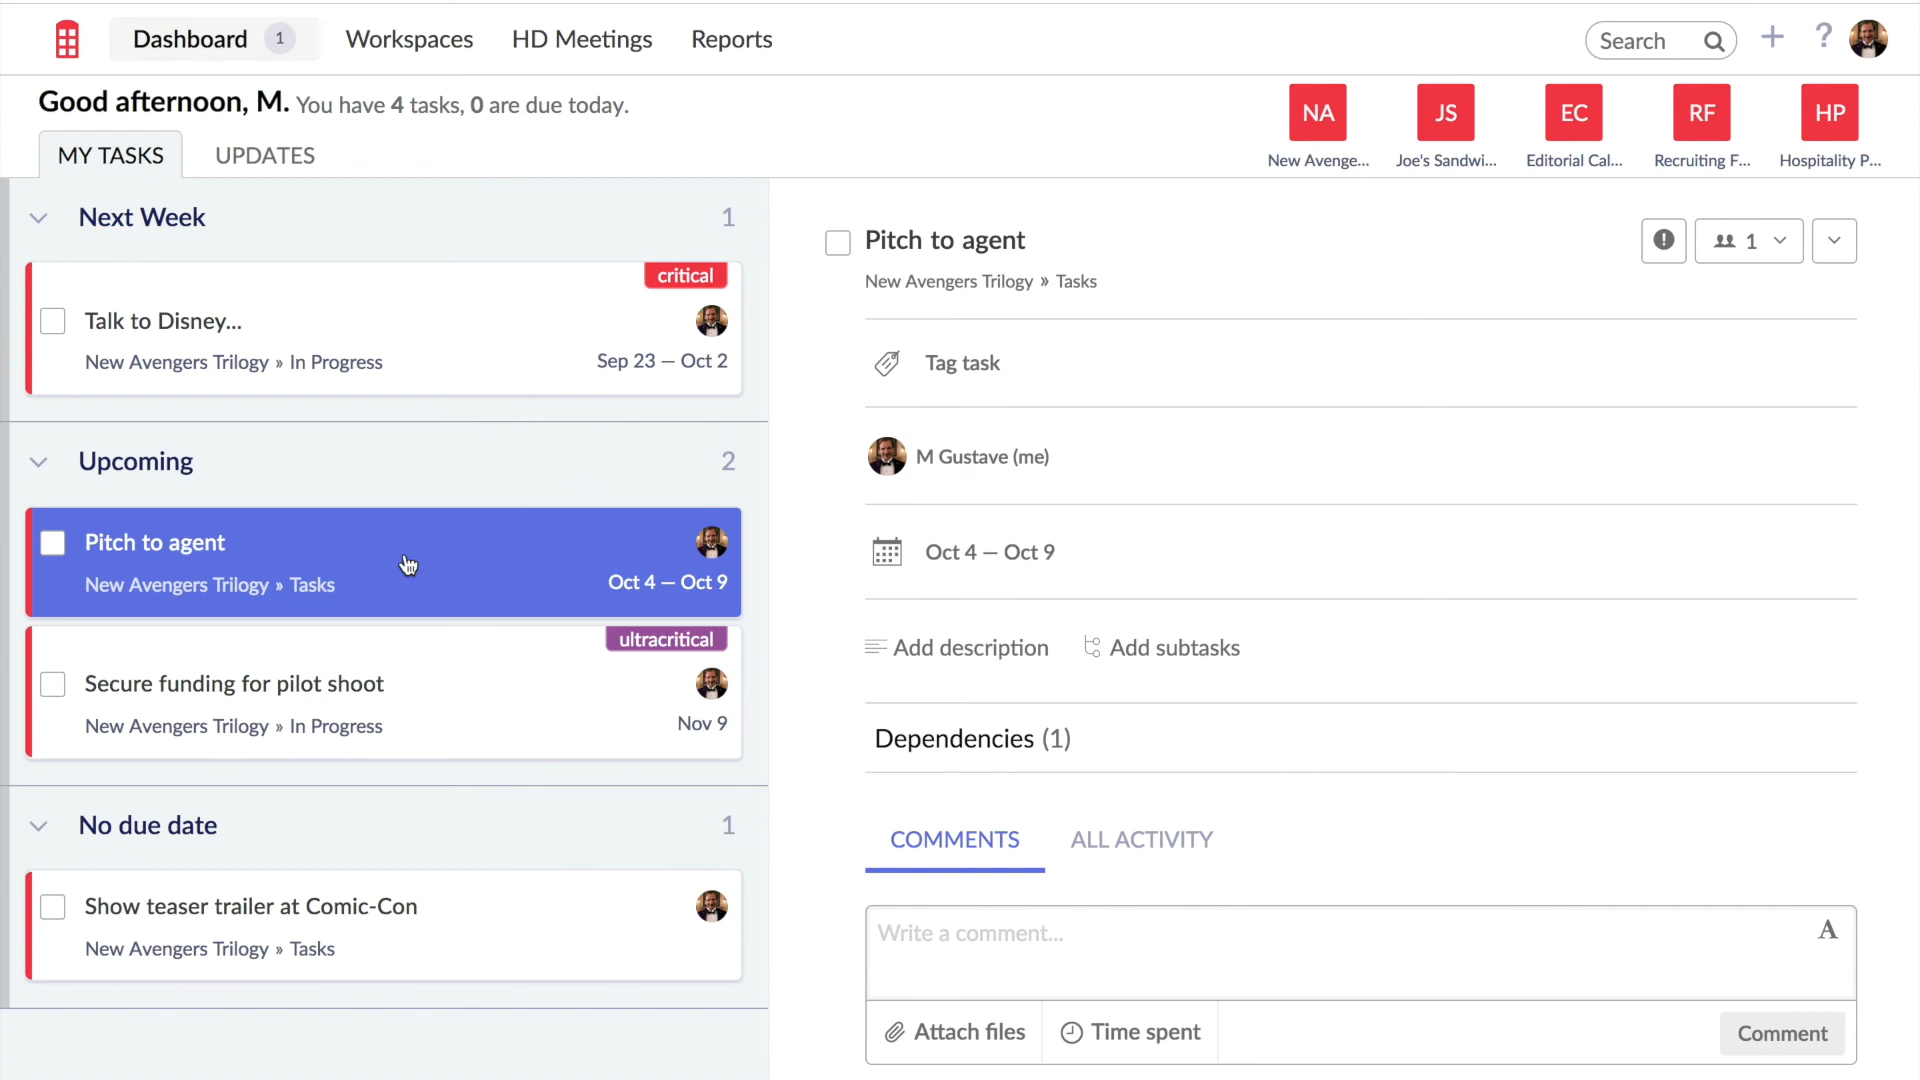 Dashboard 1 Workspaces HD Meetings Reports Search ?
Good afternoon, M. You have 4 tasks, 0 are due today.
NA JS EC RF HP
New Avenge... Joe's Sandwi... Editorial Cal... Recruiting F... Hospitality P...
MY TASKS UPDATES
Next Week 1
critical
Talk to Disney...
New Avengers Trilogy » In Progress Sep 23 — Oct 2
Upcoming 2
Pitch to agent
New Avengers Trilogy » Tasks Oct 4 — Oct 9
ultracritical
Secure funding for pilot shoot
New Avengers Trilogy » In Progress Nov 9
No due date 1
Show teaser trailer at Comic-Con
New Avengers Trilogy » Tasks
Pitch to agent 1
New Avengers Trilogy » Tasks
Tag task
M Gustave (me)
Oct 4 — Oct 9
Add description Add subtasks
Dependencies (1)
COMMENTS ALL ACTIVITY
Write a comment... A
Attach files Time spent Comment